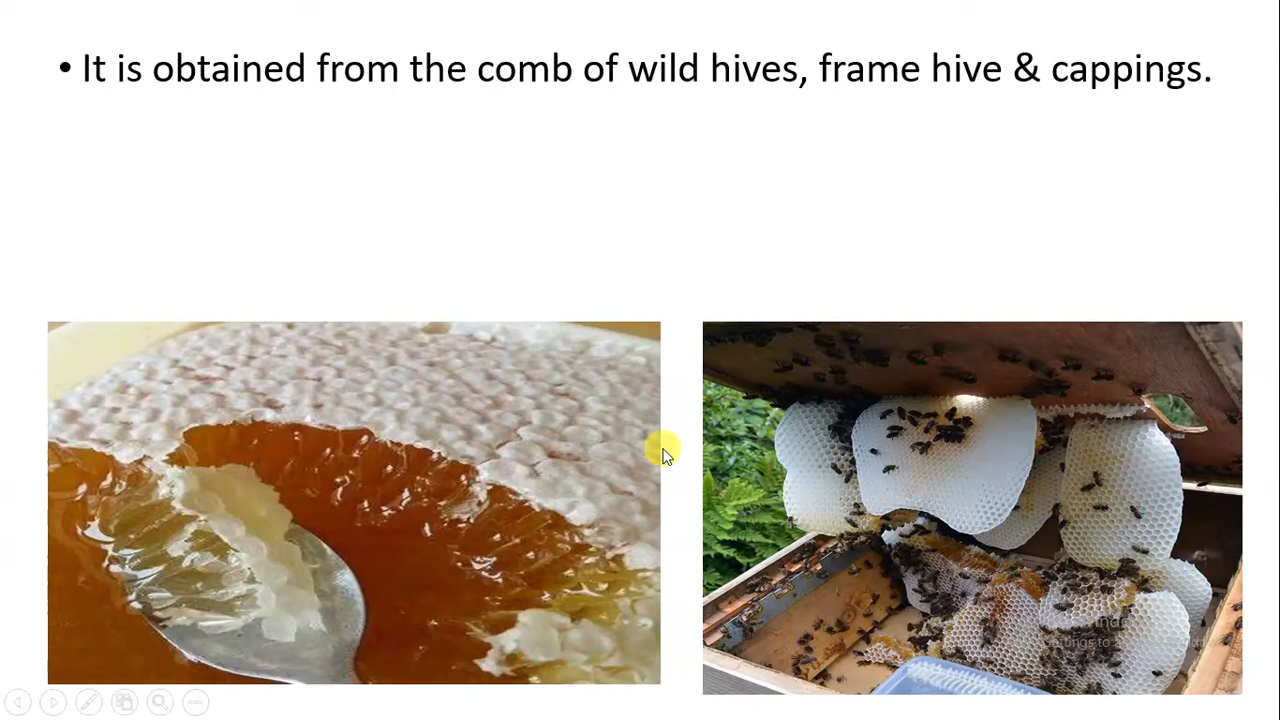 • It is obtained from the comb of wild hives, frame hive & cappings.